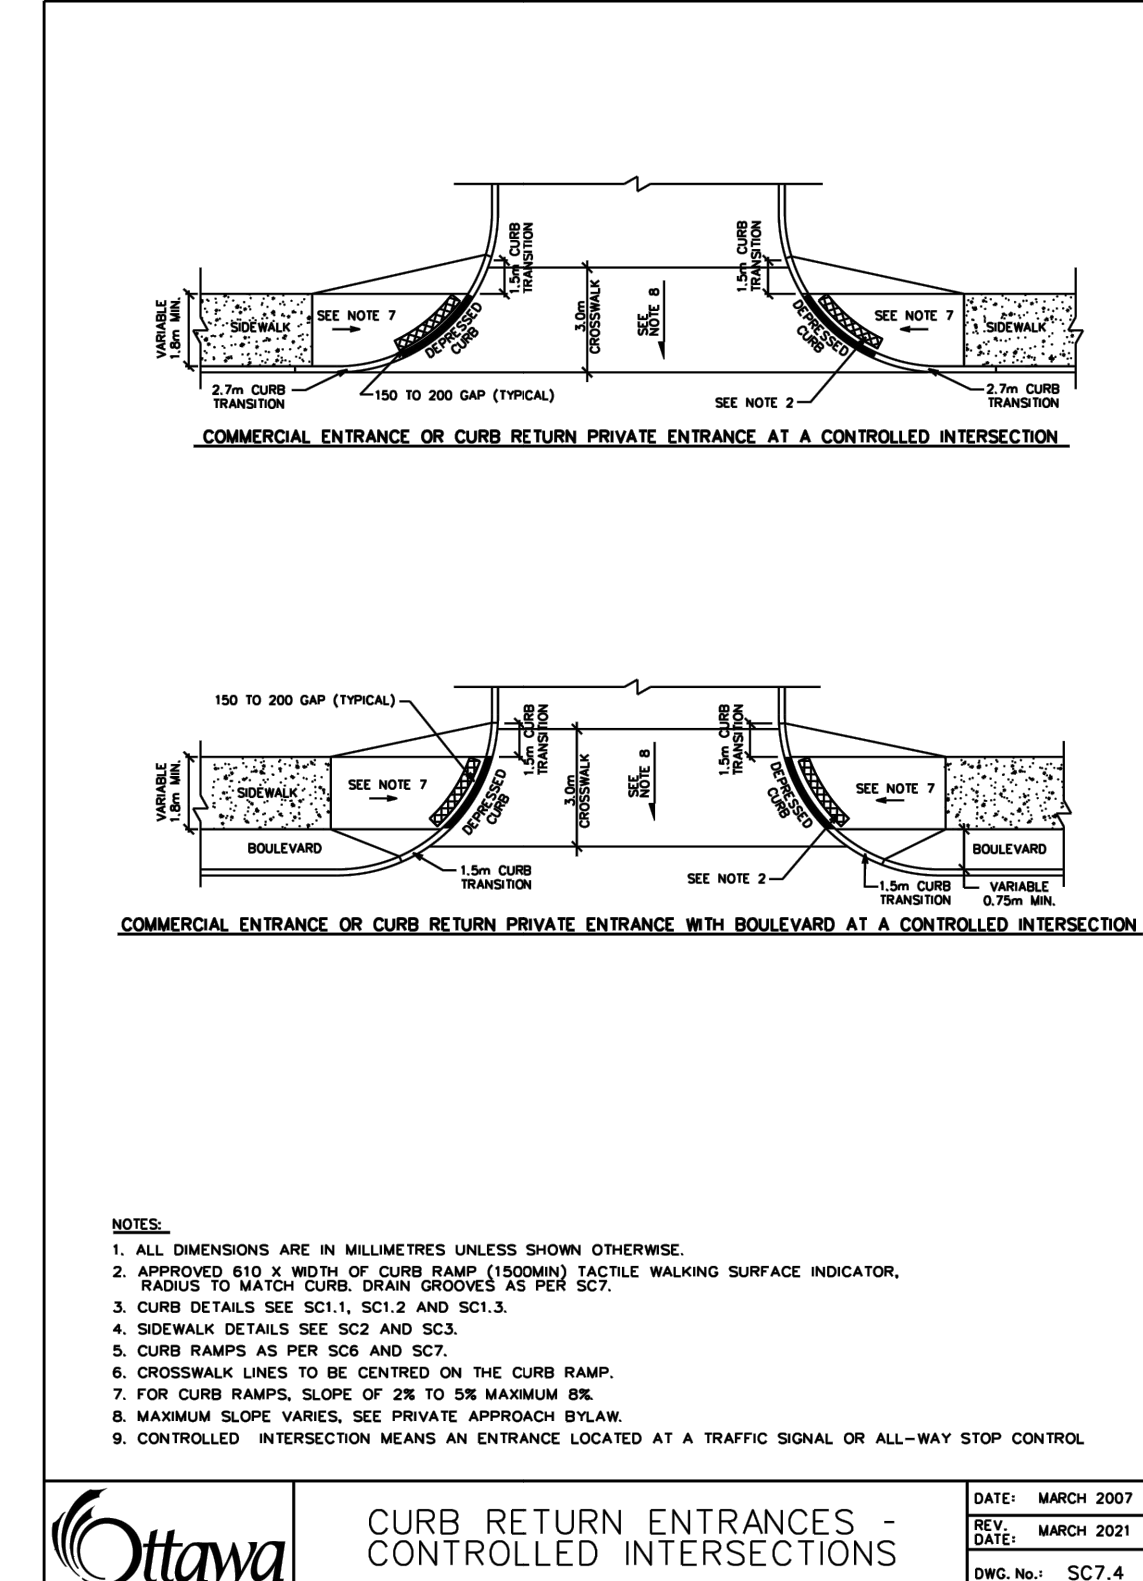 1.5m CURB
TRANSITION
1.5m CURB
TRANSITION
VARIABLE
1.8m MIN.
SIDEWALK
SEE NOTE 7
DEPRESSED
CURB
3.0m
CROSSWALK
SEE
NOTE 8
DEPRESSED
CURB
SEE NOTE 7
SIDEWALK
2.7m CURB
TRANSITION
150 TO 200 GAP (TYPICAL)
SEE NOTE 2
2.7m CURB
TRANSITION
COMMERCIAL ENTRANCE OR CURB RETURN PRIVATE ENTRANCE AT A CONTROLLED INTERSECTION
150 TO 200 GAP (TYPICAL)
1.5m CURB
TRANSITION
1.5m CURB
TRANSITION
VARIABLE
1.8m MIN.
SIDEWALK
SEE NOTE 7
DEPRESSED
CURB
3.0m
CROSSWALK
SEE
NOTE 8
DEPRESSED
CURB
SEE NOTE 7
BOULEVARD
BOULEVARD
1.5m CURB
TRANSITION
SEE NOTE 2
1.5m CURB
TRANSITION
VARIABLE
0.75m MIN.
COMMERCIAL ENTRANCE OR CURB RETURN PRIVATE ENTRANCE WITH BOULEVARD AT A CONTROLLED INTERSECTION
NOTES:
1. ALL DIMENSIONS ARE IN MILLIMETRES UNLESS SHOWN OTHERWISE.
2. APPROVED 610 X WIDTH OF CURB RAMP (1500MIN) TACTILE WALKING SURFACE INDICATOR,
RADIUS TO MATCH CURB. DRAIN GROOVES AS PER SC7.
3. CURB DETAILS SEE SC1.1, SC1.2 AND SC1.3.
4. SIDEWALK DETAILS SEE SC2 AND SC3.
5. CURB RAMPS AS PER SC6 AND SC7.
6. CROSSWALK LINES TO BE CENTRED ON THE CURB RAMP.
7. FOR CURB RAMPS, SLOPE OF 2% TO 5% MAXIMUM 8%.
8. MAXIMUM SLOPE VARIES, SEE PRIVATE APPROACH BYLAW.
9. CONTROLLED INTERSECTION MEANS AN ENTRANCE LOCATED AT A TRAFFIC SIGNAL OR ALL-WAY STOP CONTROL
Ottawa
CURB RETURN ENTRANCES -
CONTROLLED INTERSECTIONS
DATE: MARCH 2007
REV. DATE: MARCH 2021
DWG. No.: SC7.4